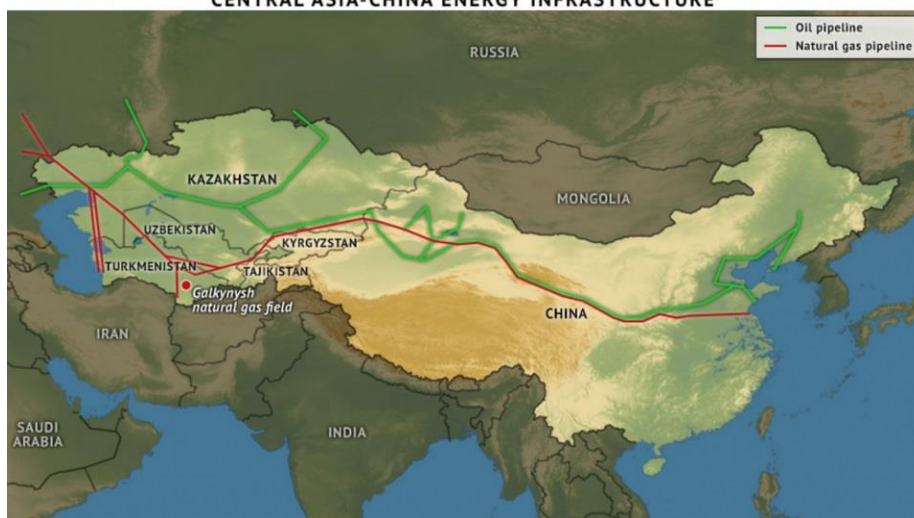 CENTRAL ASIA-CHINA ENERGY INFRASTRUCTURE
Oil pipeline
Natural gas pipeline
RUSSIA
KAZAKHSTAN
MONGOLIA
UZBEKISTAN
KYRGYZSTAN
TURKMENISTAN
TAJIKISTAN
Galkynysh
natural gas field
CHINA
IRAN
SAUDI
ARABIA
INDIA